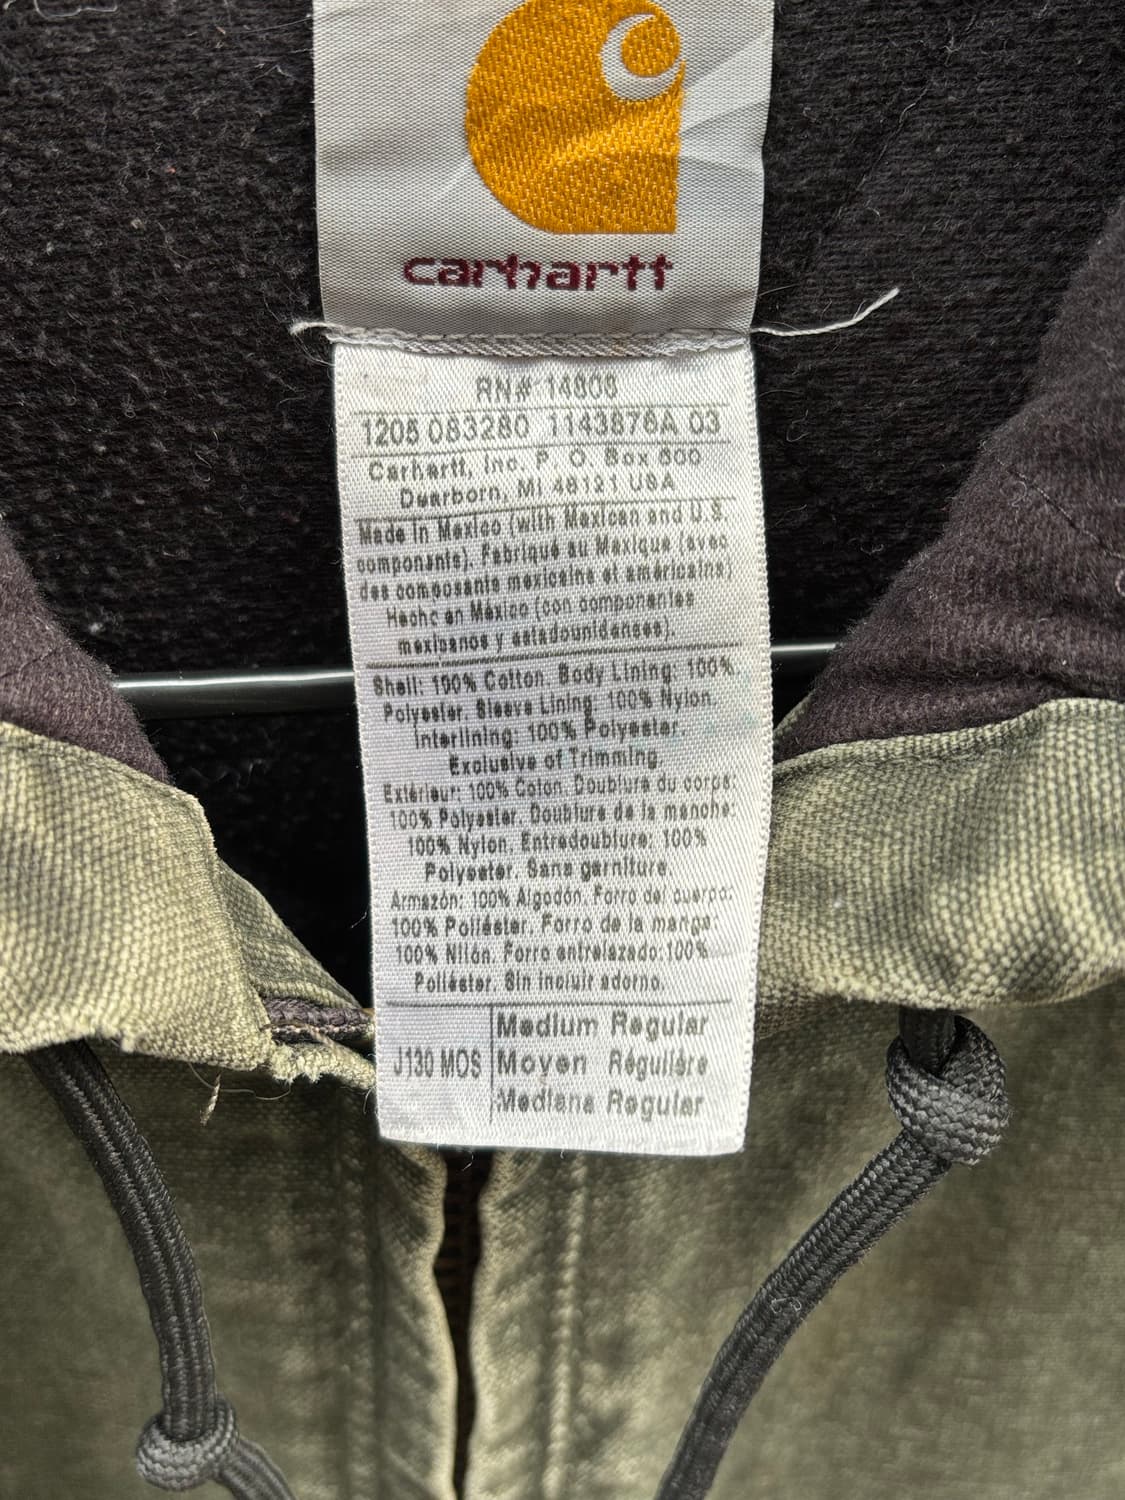 carhartt
RN# 14806
1205 083280 1143876A 03
Carhartt, Inc. P. O. Box 600
Dearborn, MI 48121 USA
Made in Mexico (with Mexican and U.S.
components). Fabriqué au Mexique (avec
des composants mexicains et américains)
Hecho en México (con componentes
mexicanos y estadounidenses).
Shell: 100% Cotton. Body Lining: 100%
Polyester. Sleeve Lining: 100% Nylon.
Interlining: 100% Polyester.
Exclusive of Trimming.
Extérieur: 100% Coton. Doublure du corps:
100% Polyester. Doublure de la manche:
100% Nylon. Entredoublure: 100%
Polyester. Sans garniture.
Armazón: 100% Algodón. Forro del cuerpo:
100% Poliéster. Forro de la manga:
100% Nilón. Forro entrelazado: 100%
Poliéster. Sin incluir adorno.
J130 MOS
Medium Regular
Moyen Régulière
Mediana Regular